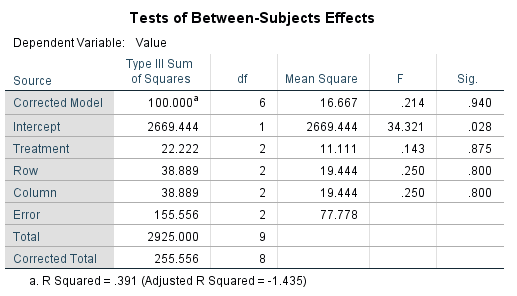 Tests of Between-Subjects Effects
Dependent Variable: Value
Source Type III Sum of Squares df Mean Square F Sig.
Corrected Model 100.000a 6 16.667 .214 .940
Intercept 2669.444 1 2669.444 34.321 .028
Treatment 22.222 2 11.111 .143 .875
Row 38.889 2 19.444 .250 .800
Column 38.889 2 19.444 .250 .800
Error 155.556 2 77.778
Total 2925.000 9
Corrected Total 255.556 8
a. R Squared = .391 (Adjusted R Squared = -1.435)